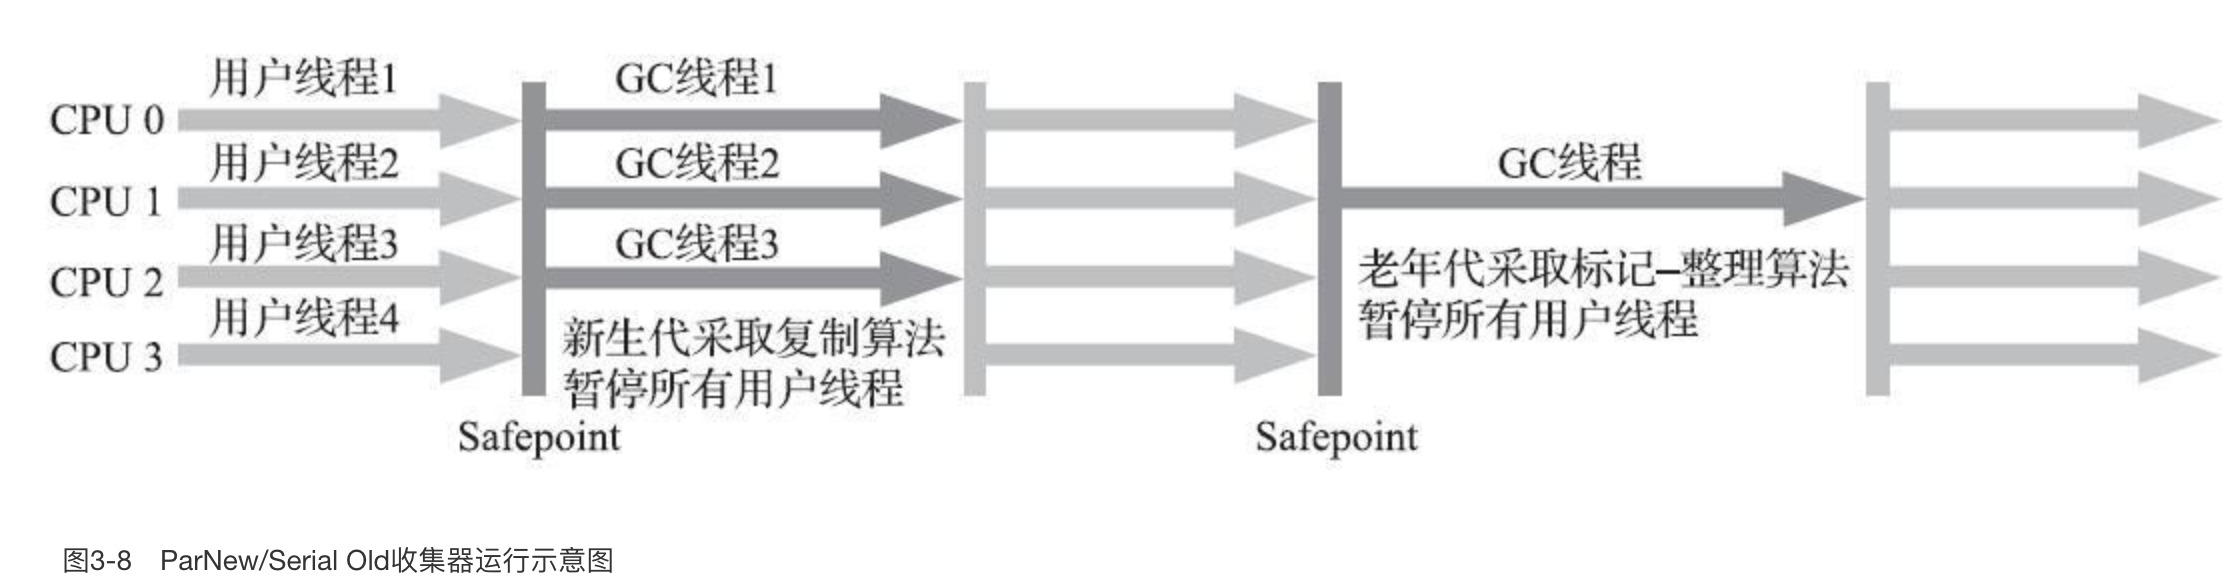 用户线程1
GC线程1
CPU 0
用户线程2
GC线程2
GC线程
CPU 1
用户线程3
GC线程3
CPU 2
老年代采取标记–整理算法
暂停所有用户线程
用户线程4
CPU 3
新生代采取复制算法
暂停所有用户线程
Safepoint
Safepoint
图3-8 ParNew/Serial Old收集器运行示意图